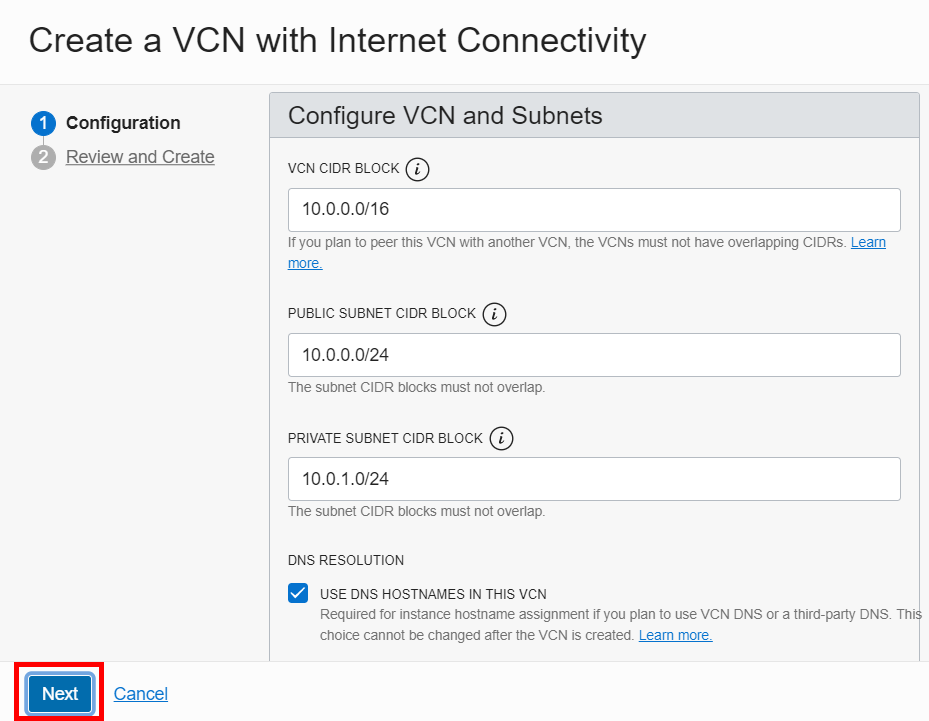 Create a VCN with Internet Connectivity
1 Configuration
2 Review and Create
Configure VCN and Subnets
VCN CIDR BLOCK i
10.0.0.0/16
If you plan to peer this VCN with another VCN, the VCNs must not have overlapping CIDRs. Learn
more.
PUBLIC SUBNET CIDR BLOCK i
10.0.0.0/24
The subnet CIDR blocks must not overlap.
PRIVATE SUBNET CIDR BLOCK i
10.0.1.0/24
The subnet CIDR blocks must not overlap.
DNS RESOLUTION
USE DNS HOSTNAMES IN THIS VCN
Required for instance hostname assignment if you plan to use VCN DNS or a third-party DNS. This
choice cannot be changed after the VCN is created. Learn more.
Next Cancel